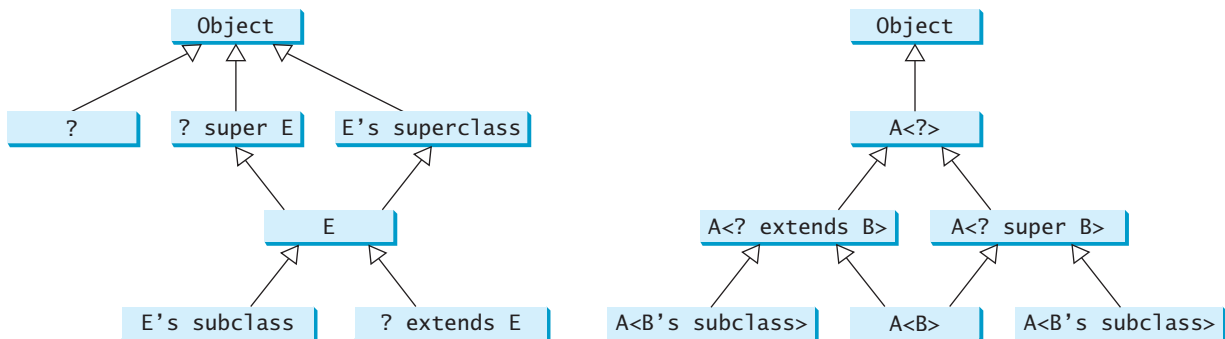 Object
?
? super E
E's superclass
E
E's subclass
? extends E
Object
A<?>
A<? extends B>
A<? super B>
A<B's subclass>
A<B>
A<B's subclass>